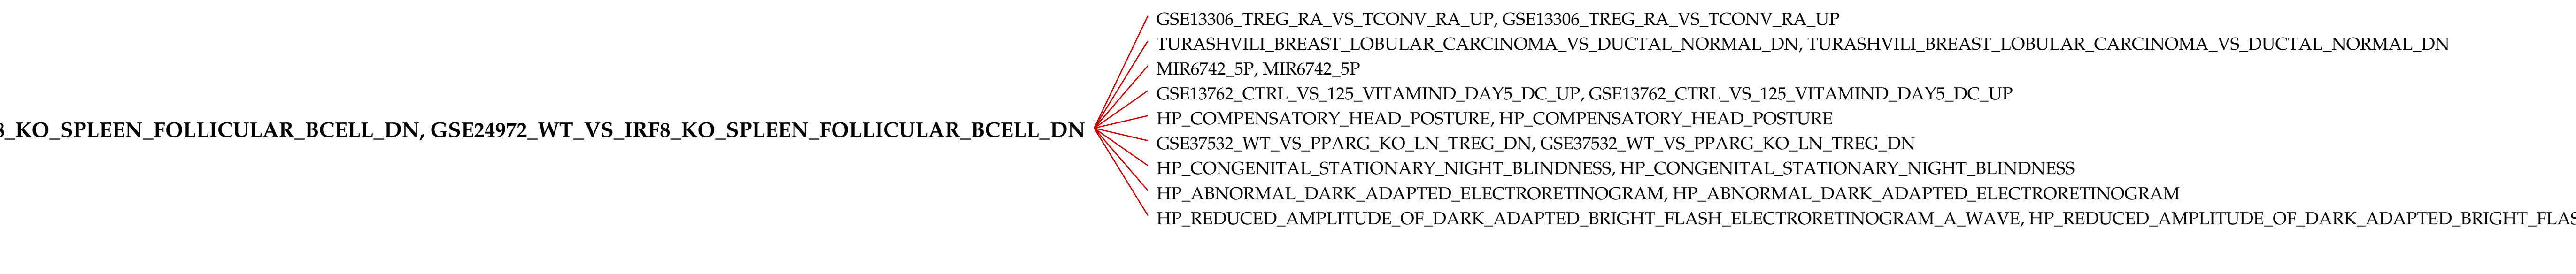 GSE13306_TREG_RA_VS_TCONV_RA_UP, GSE13306_TREG_RA_VS_TCONV_RA_UP
TURASHVILI_BREAST_LOBULAR_CARCINOMA_VS_DUCTAL_NORMAL_DN, TURASHVILI_BREAST_LOBULAR_CARCINOMA_VS_DUCTAL_NORMAL_DN
MIR6742_5P, MIR6742_5P
GSE13762_CTRL_VS_125_VITAMIND_DAY5_DC_UP, GSE13762_CTRL_VS_125_VITAMIND_DAY5_DC_UP
HP_COMPENSATORY_HEAD_POSTURE, HP_COMPENSATORY_HEAD_POSTURE
8_KO_SPLEEN_FOLLICULAR_BCELL_DN, GSE24972_WT_VS_IRF8_KO_SPLEEN_FOLLICULAR_BCELL_DN
GSE37532_WT_VS_PPARG_KO_LN_TREG_DN, GSE37532_WT_VS_PPARG_KO_LN_TREG_DN
HP_CONGENITAL_STATIONARY_NIGHT_BLINDNESS, HP_CONGENITAL_STATIONARY_NIGHT_BLINDNESS
HP_ABNORMAL_DARK_ADAPTED_ELECTRORETINOGRAM, HP_ABNORMAL_DARK_ADAPTED_ELECTRORETINOGRAM
HP_REDUCED_AMPLITUDE_OF_DARK_ADAPTED_BRIGHT_FLASH_ELECTRORETINOGRAM_A_WAVE, HP_REDUCED_AMPLITUDE_OF_DARK_ADAPTED_BRIGHT_FLAS